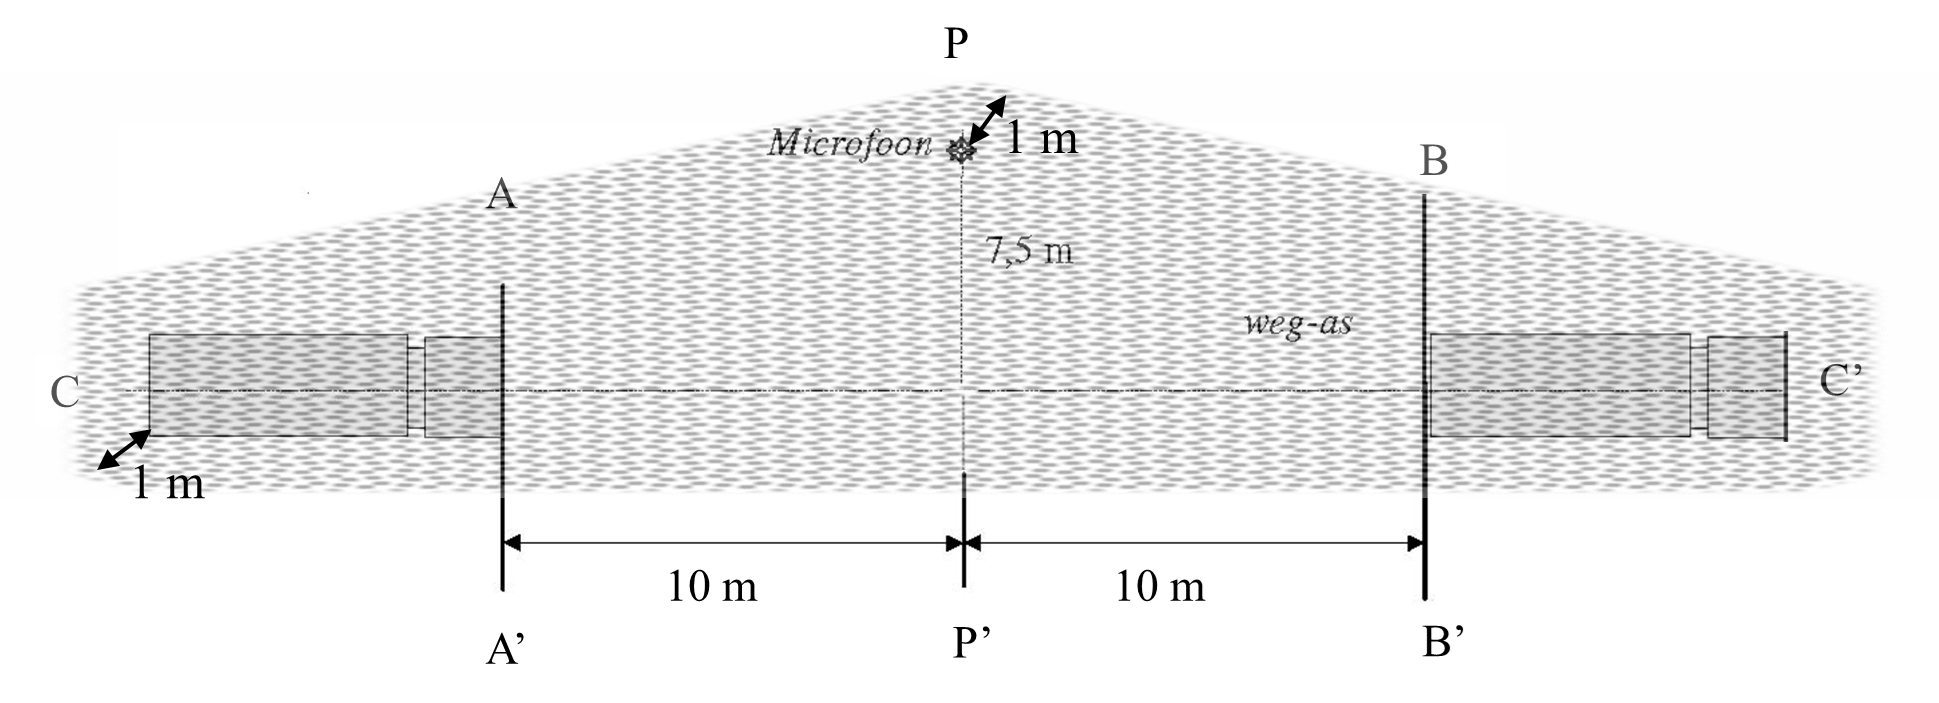 P
Microfoon
1 m
A
B
7,5 m
weg-as
C
C’
1 m
10 m
10 m
A’
P’
B’